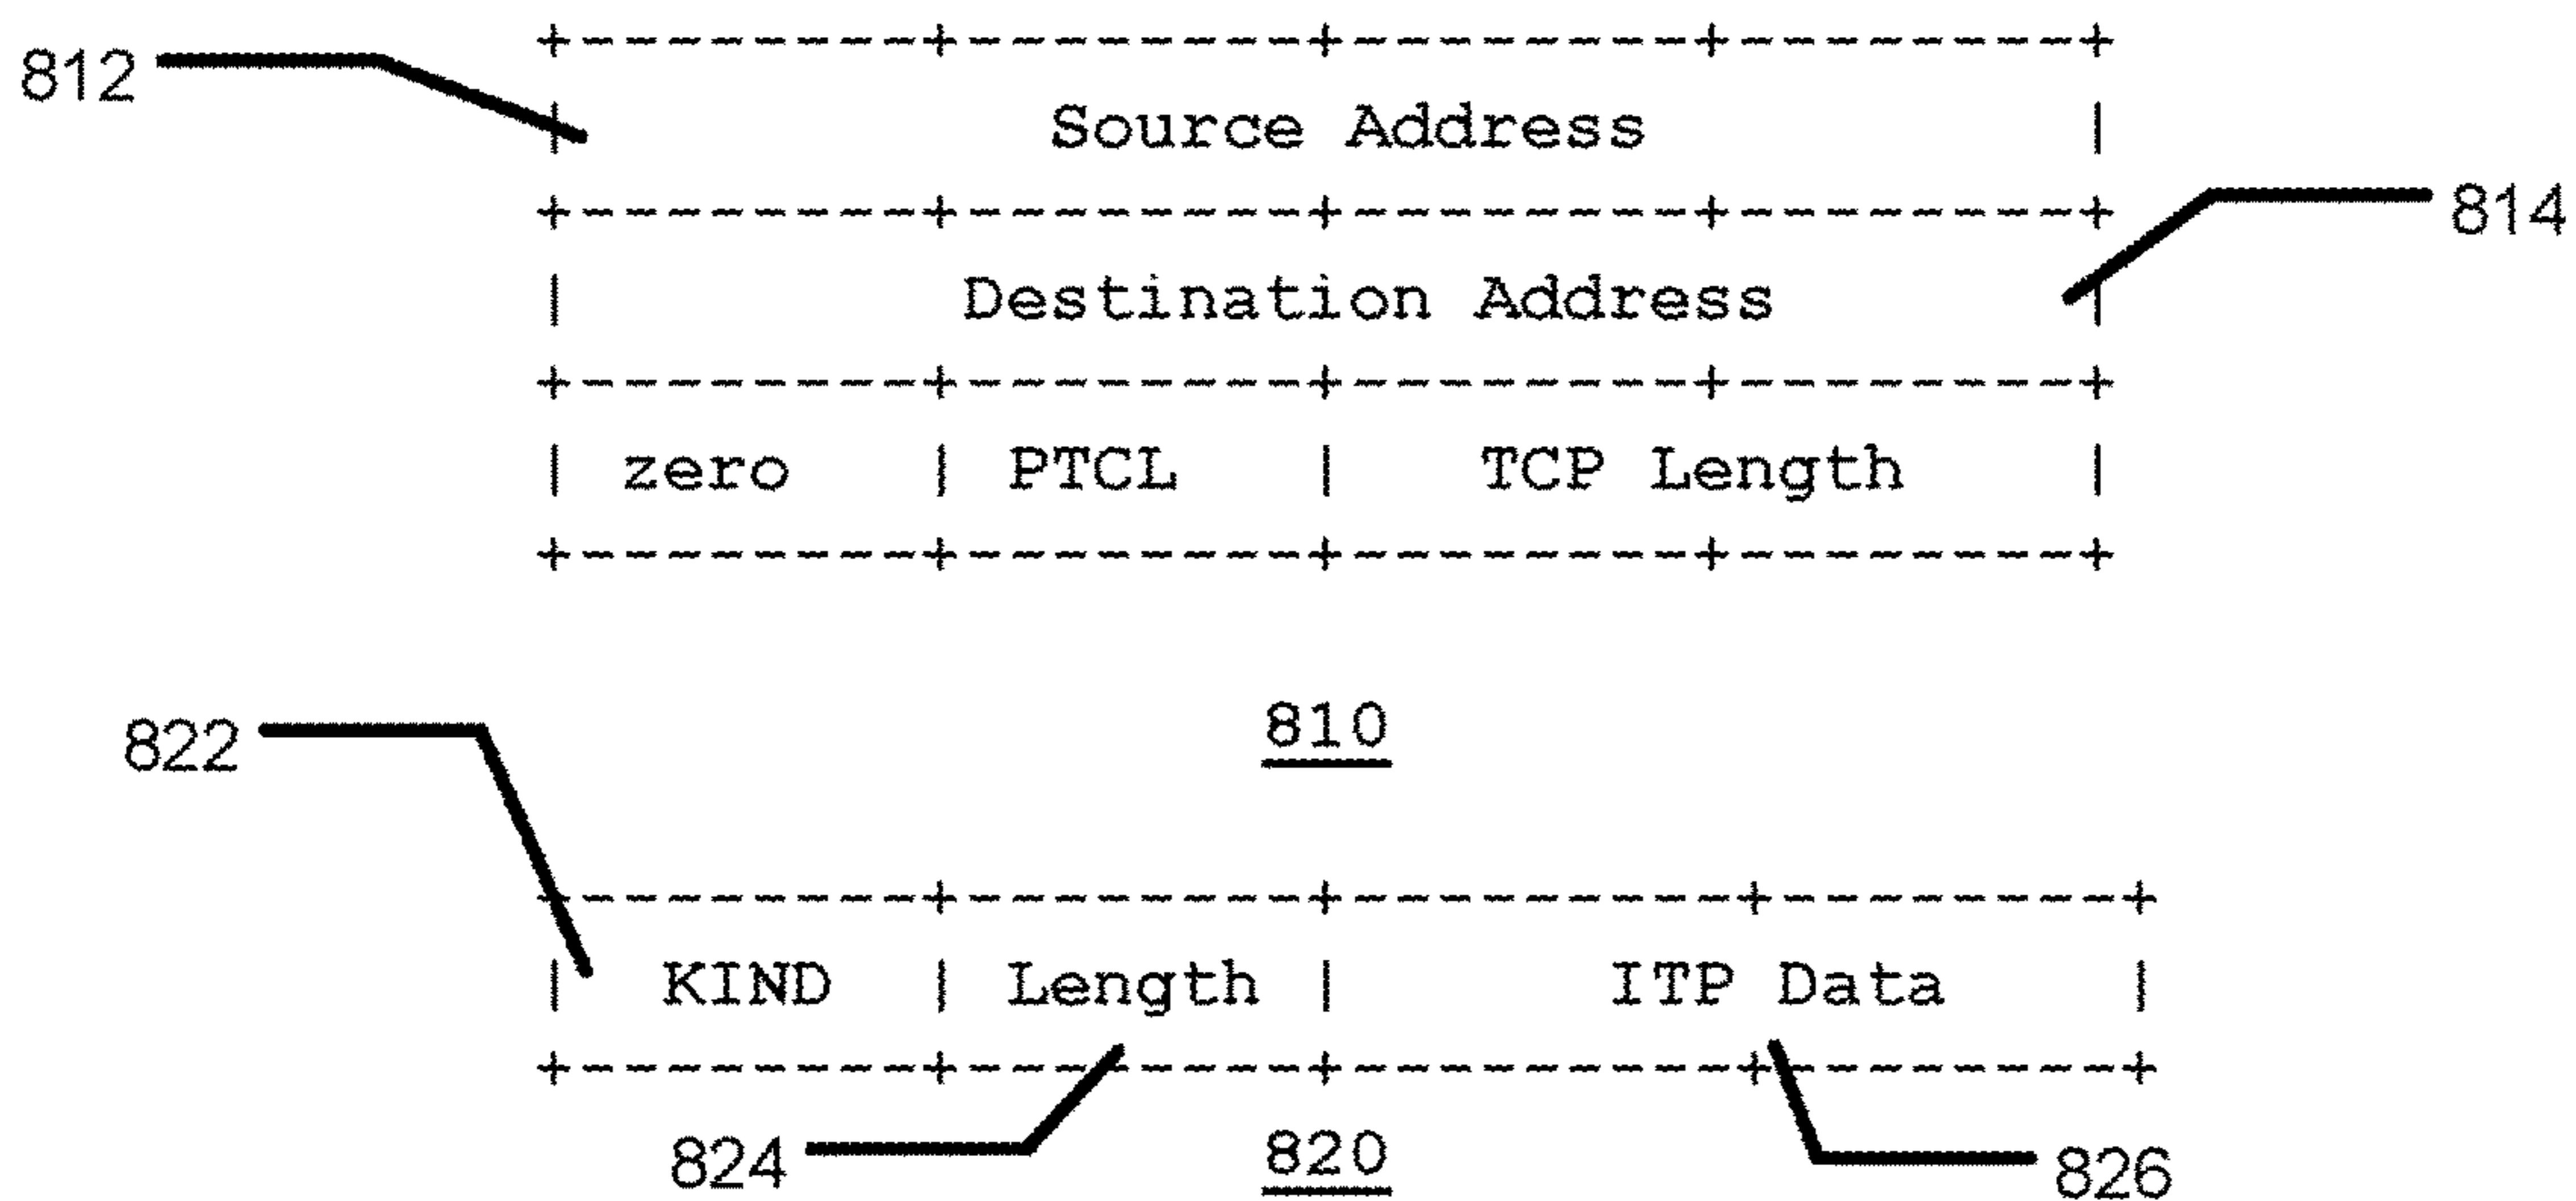 +--------+--------+--------+--------+
812
| Source Address |
+--------+--------+--------+--------+
814
| Destination Address |
+--------+--------+--------+--------+
| zero | PTCL | TCP Length |
+--------+--------+--------+--------+
810
822
+--------+--------+---------+--------+
| KIND | Length | ITP Data |
+--------+--------+---------+--------+
824 820 826